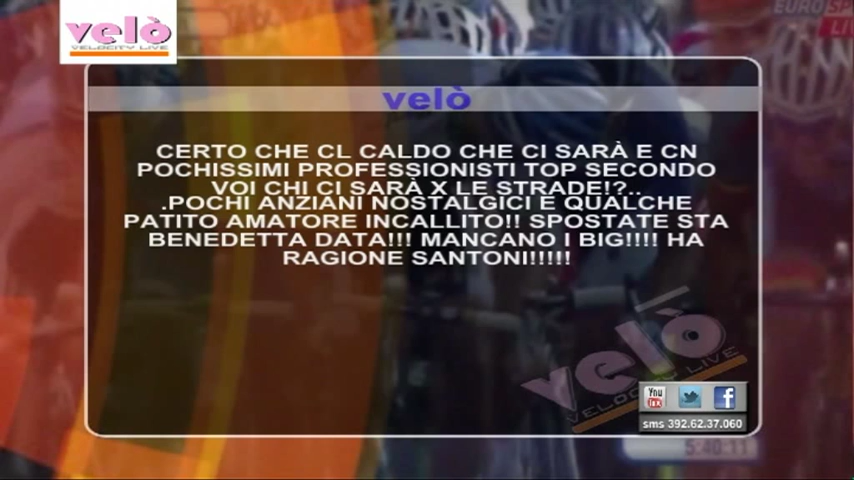 velò
VELOCITY LIVE
EUROSP
LI
velò
CERTO CHE CL CALDO CHE CI SARÀ E CN
POCHISSIMI PROFESSIONISTI TOP SECONDO
VOI CHI CI SARÀ X LE STRADE!?..
.POCHI ANZIANI NOSTALGICI E QUALCHE
PATITO AMATORE INCALLITO!! SPOSTATE STA
BENEDETTA DATA!!! MANCANO I BIG!!!! HA
RAGIONE SANTONI!!!!!
velò
VELOCITY LIVE
sms 392.62.37.060
5:40:11